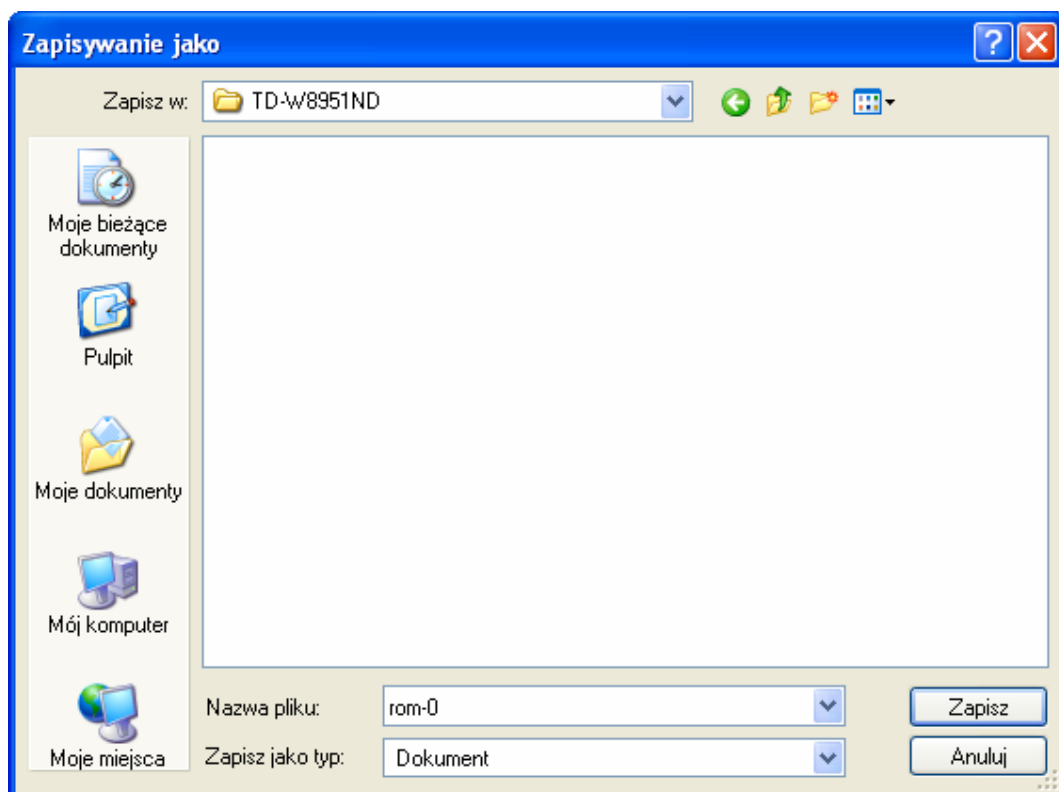 Zapisywanie jako
Zapisz w: TD-W8951ND
Moje bieżące
dokumenty
Pulpit
Moje dokumenty
Mój komputer
Moje miejsca
Nazwa pliku: rom-0 Zapisz
Zapisz jako typ: Dokument Anuluj